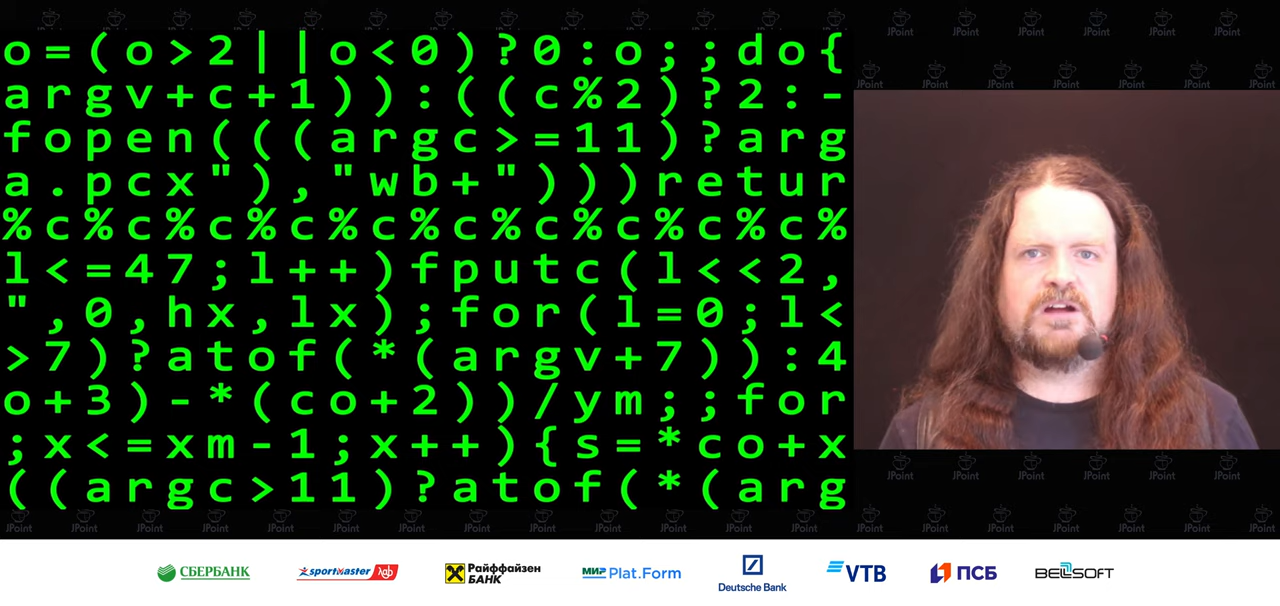 o=(o>2||o<0)?0:o;;do{
argv+c+1)):((c%2)?2:-
fopen(((argc>=11)?arg
a.pcx"),"wb+")))retur
%c%c%c%c%c%c%c%c%c%c%
l<=47;l++)fputc(l<<2,
",0,hx,lx);for(l=0;l<
>7)?atof(*(argv+7)):4
o+3)-*(co+2))/ym;;for
;x<=xm-1;x++){s=*co+x
((argc>11)?atof(*(arg
JPoint
СБЕРБАНК
sportmaster лаб
Райффайзен
БАНК
МИР Plat.Form
Deutsche Bank
VTB
ПСБ
BELLSOFT